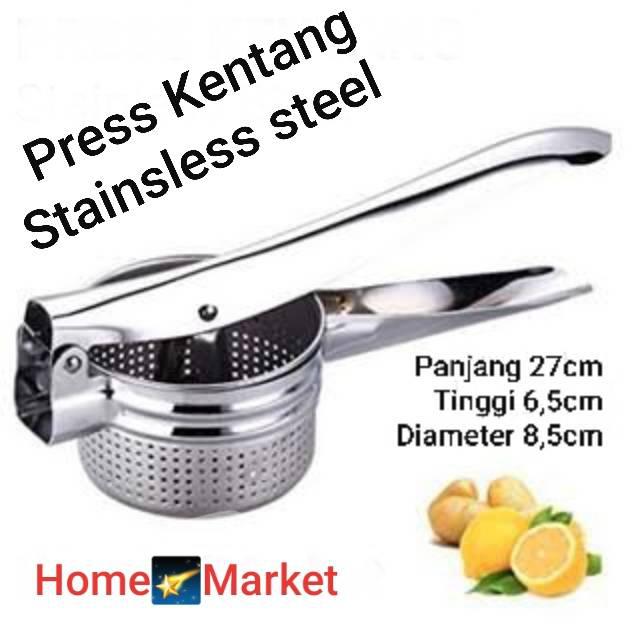 Press Kentang
Stainsless steel
Panjang 27cm
Tinggi 6,5cm
Diameter 8,5cm
Home🌠Market